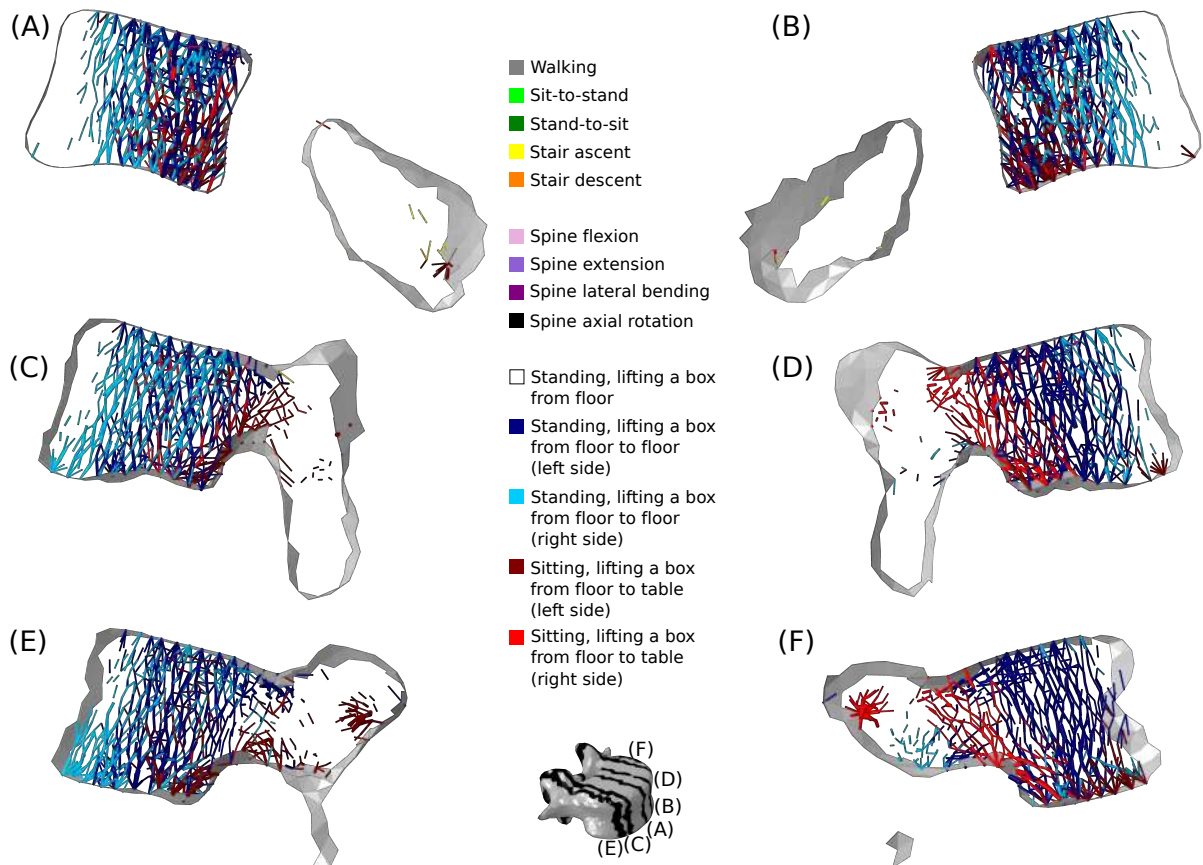 (A)
(B)
Walking
Sit-to-stand
Stand-to-sit
Stair ascent
Stair descent
Spine flexion
Spine extension
Spine lateral bending
Spine axial rotation
(C)
(D)
Standing, lifting a box
from floor
Standing, lifting a box
from floor to floor
(left side)
Standing, lifting a box
from floor to floor
(right side)
Sitting, lifting a box
from floor to table
(left side)
Sitting, lifting a box
from floor to table
(right side)
(E)
(F)
(F)
(D)
(B)
(A)
(C)
(E)